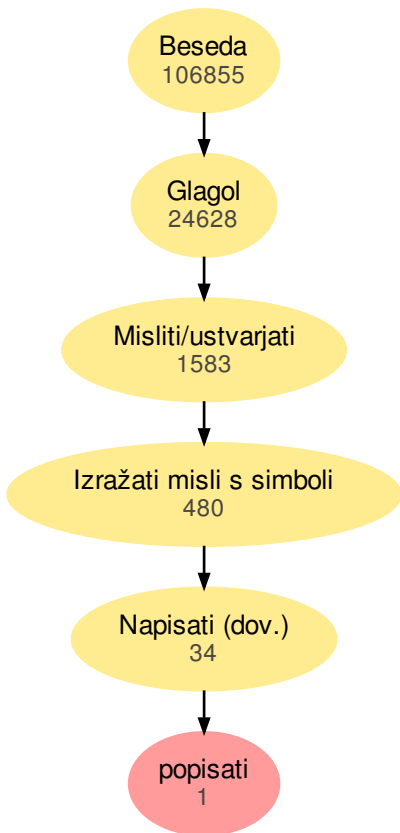 Beseda
106855
Glagol
24628
Misliti/ustvarjati
1583
Izražati misli s simboli
480
Napisati (dov.)
34
popisati
1